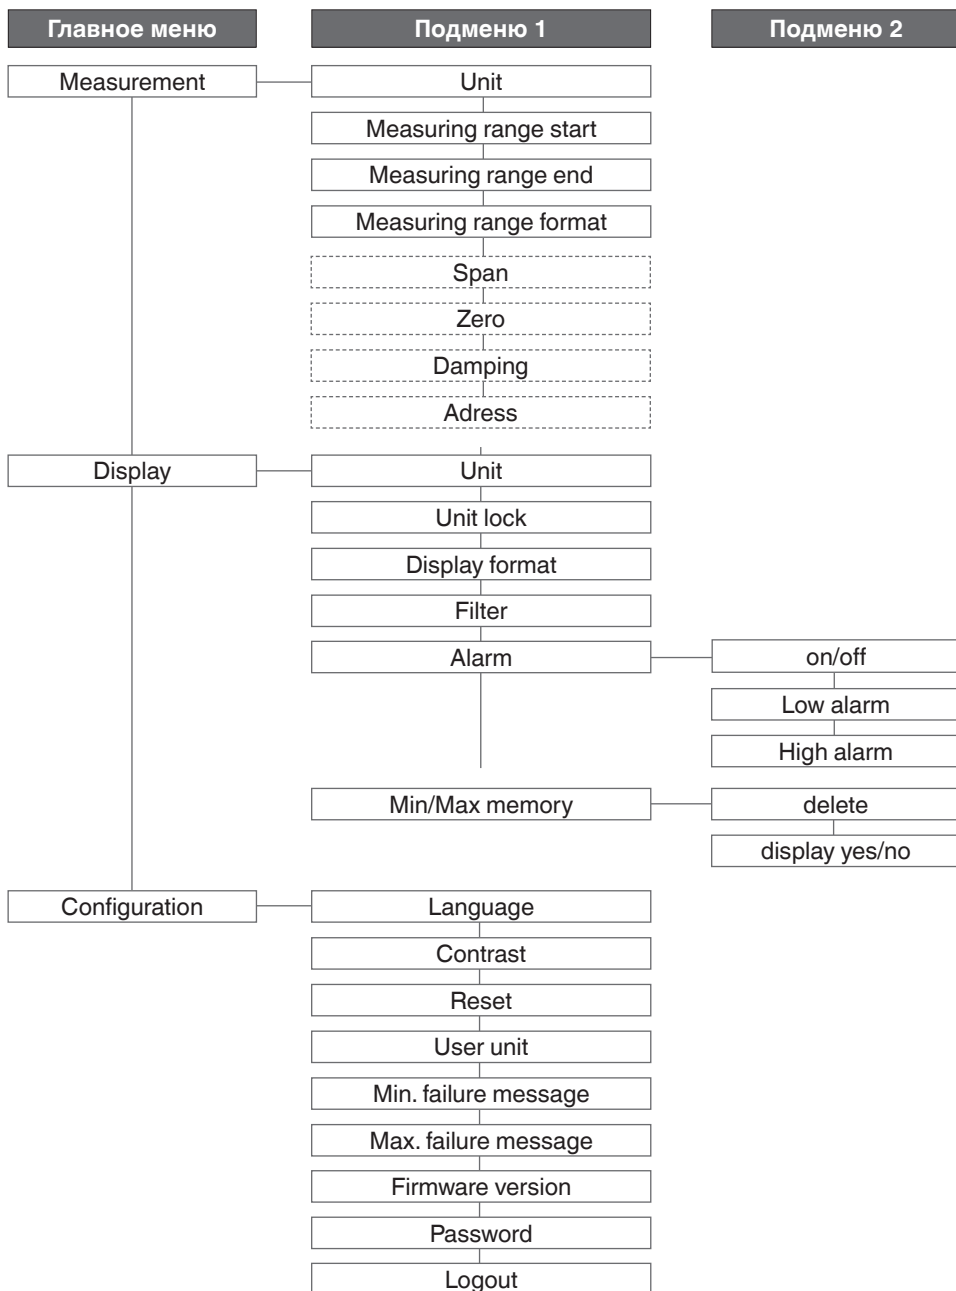 Главное меню Подменю 1 Подменю 2
Measurement Unit
Measuring range start
Measuring range end
Measuring range format
Span
Zero
Damping
Adress
Display Unit
Unit lock
Display format
Filter
Alarm on/off
Low alarm
High alarm
Min/Max memory delete
display yes/no
Configuration Language
Contrast
Reset
User unit
Min. failure message
Max. failure message
Firmware version
Password
Logout